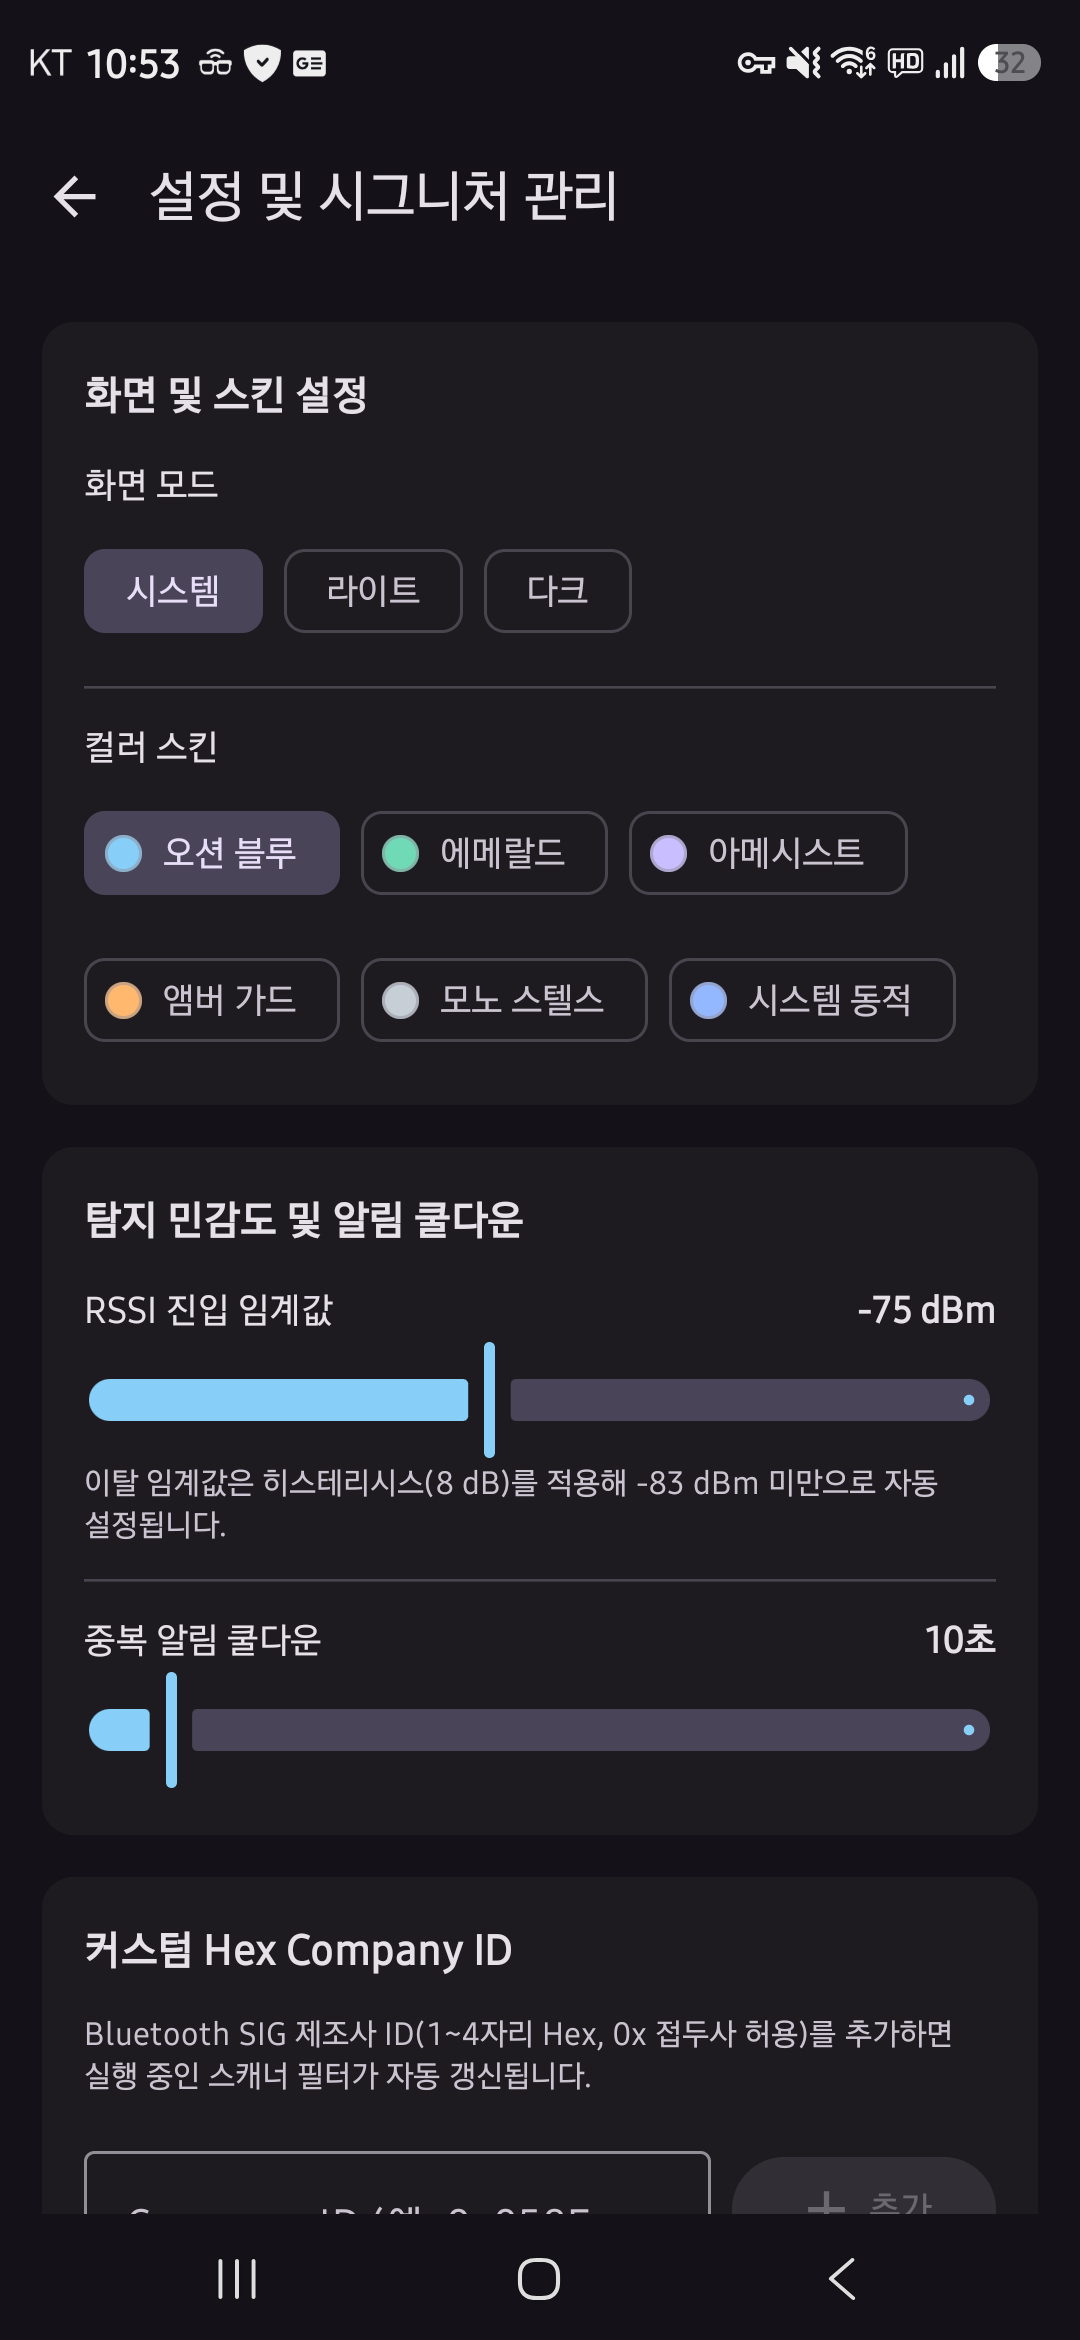 KT 10:53 GE 6 HD 32
설정 및 시그니처 관리
화면 및 스킨 설정
화면 모드
시스템 라이트 다크
컬러 스킨
오션 블루 에메랄드 아메시스트
앰버 가드 모노 스텔스 시스템 동적
탐지 민감도 및 알림 쿨다운
RSSI 진입 임계값 -75 dBm
이탈 임계값은 히스테리시스(8 dB)를 적용해 -83 dBm 미만으로 자동
설정됩니다.
중복 알림 쿨다운 10초
커스텀 Hex Company ID
Bluetooth SIG 제조사 ID(1~4자리 Hex, 0x 접두사 허용)를 추가하면
실행 중인 스캐너 필터가 자동 갱신됩니다.
추가